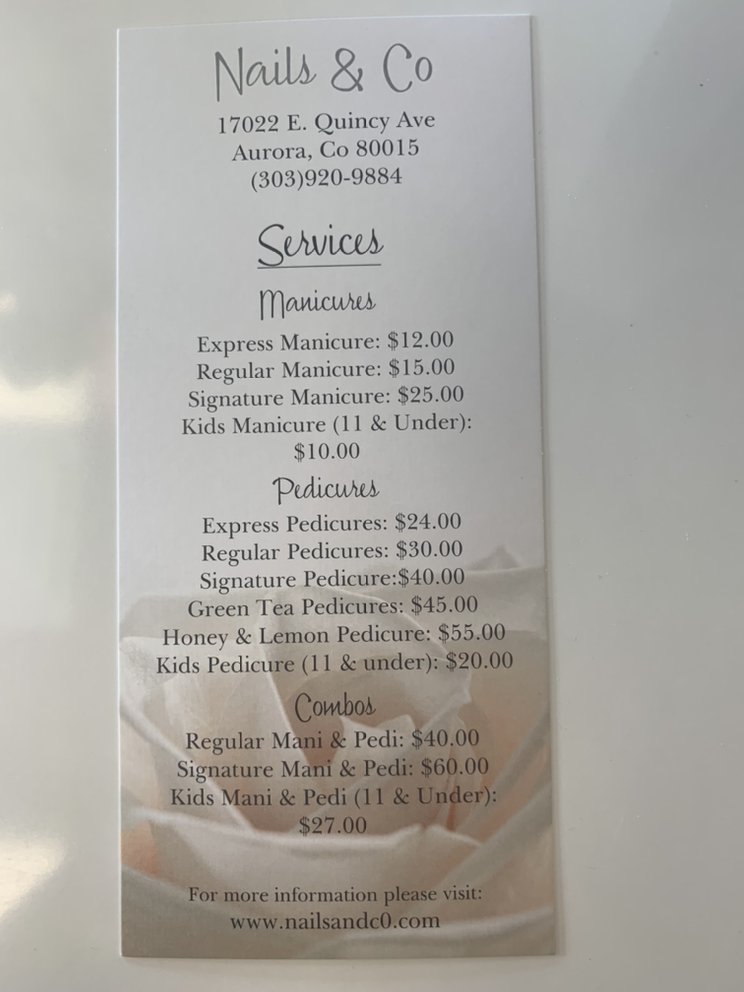 Nails & Co
17022 E. Quincy Ave
Aurora, Co 80015
(303)920-9884
Services
Manicures
Express Manicure: $12.00
Regular Manicure: $15.00
Signature Manicure: $25.00
Kids Manicure (11 & Under):
$10.00
Pedicures
Express Pedicures: $24.00
Regular Pedicures: $30.00
Signature Pedicure:$40.00
Green Tea Pedicures: $45.00
Honey & Lemon Pedicure: $55.00
Kids Pedicure (11 & under): $20.00
Combos
Regular Mani & Pedi: $40.00
Signature Mani & Pedi: $60.00
Kids Mani & Pedi (11 & Under):
$27.00
For more information please visit:
www.nailsandc0.com